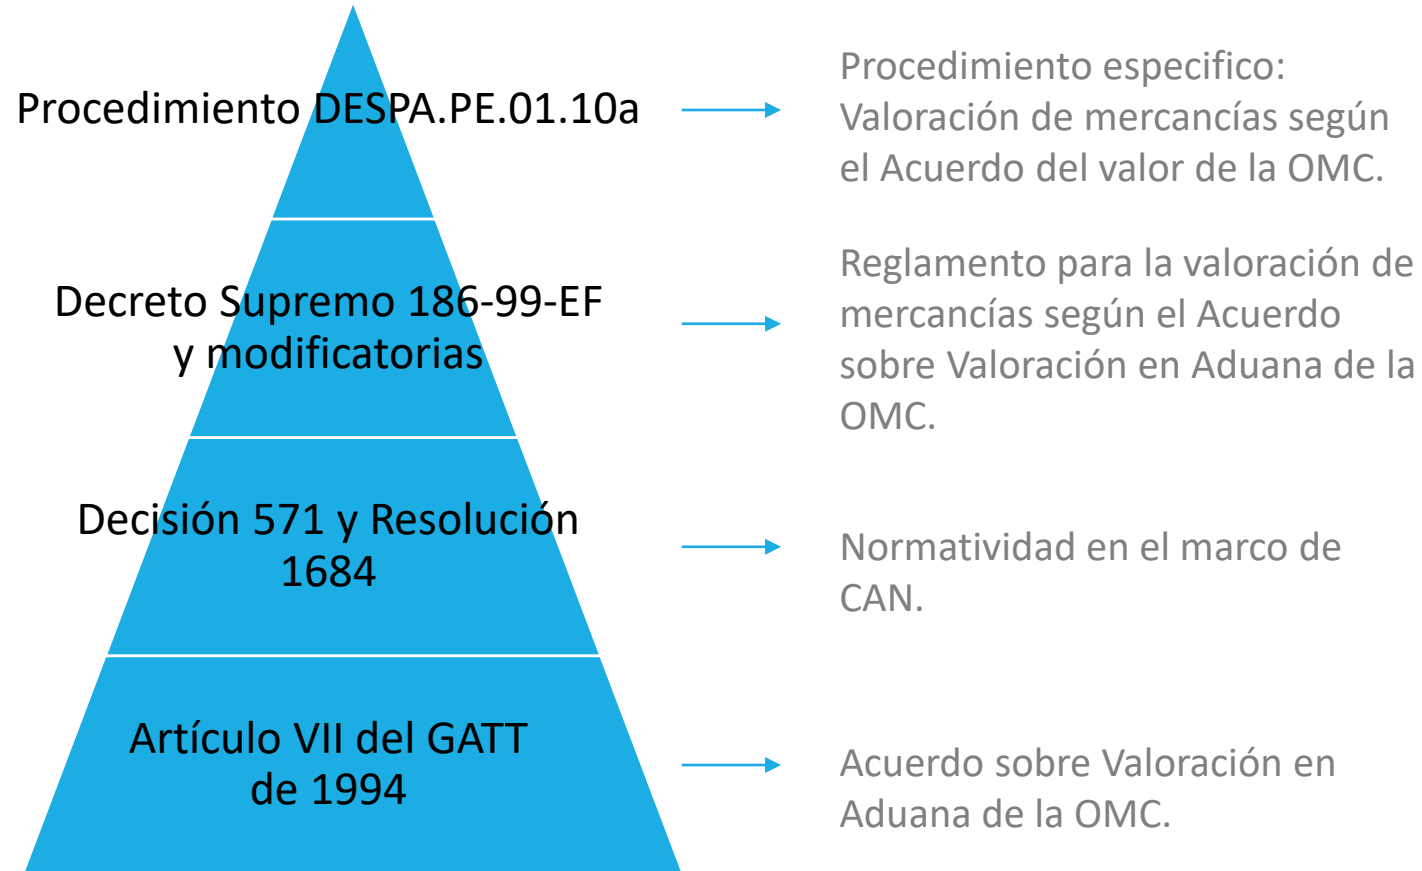 Procedimiento DESPA.PE.01.10a
Procedimiento especifico:
Valoración de mercancías según
el Acuerdo del valor de la OMC.
Decreto Supremo 186-99-EF
y modificatorias
Reglamento para la valoración de
mercancías según el Acuerdo
sobre Valoración en Aduana de la
OMC.
Decisión 571 y Resolución
1684
Normatividad en el marco de
CAN.
Artículo VII del GATT
de 1994
Acuerdo sobre Valoración en
Aduana de la OMC.